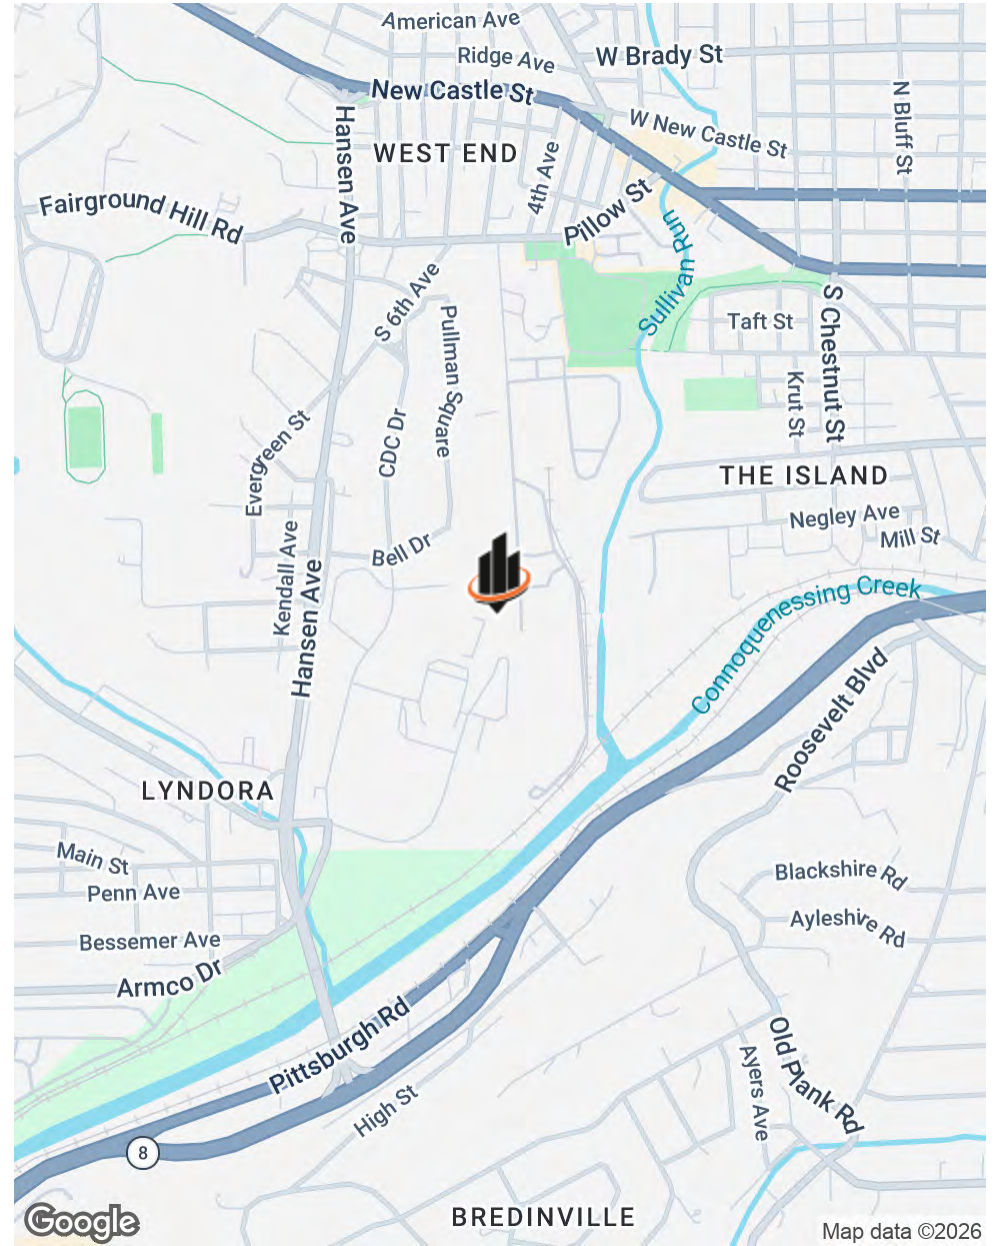 American Ave
Ridge Ave
W Brady St
New Castle St
N Bluff St
Hansen Ave
W New Castle St
WEST END
4th Ave
Fairground Hill Rd
Pillow St
Sullivan Run
S 6th Ave
S Chestnut St
Pullman Square
Taft St
Krut St
Evergreen St
CDC Dr
THE ISLAND
Negley Ave
Mill St
Kendall Ave
Bell Dr
Hansen Ave
Connoquenessing Creek
Roosevelt Blvd
LYNDORA
Main St
Penn Ave
Blackshire Rd
Ayleshire Rd
Bessemer Ave
Armco Dr
Pittsburgh Rd
Old Plank Rd
Ayers Ave
High St
8
BREDINVILLE
Google
Map data ©2026